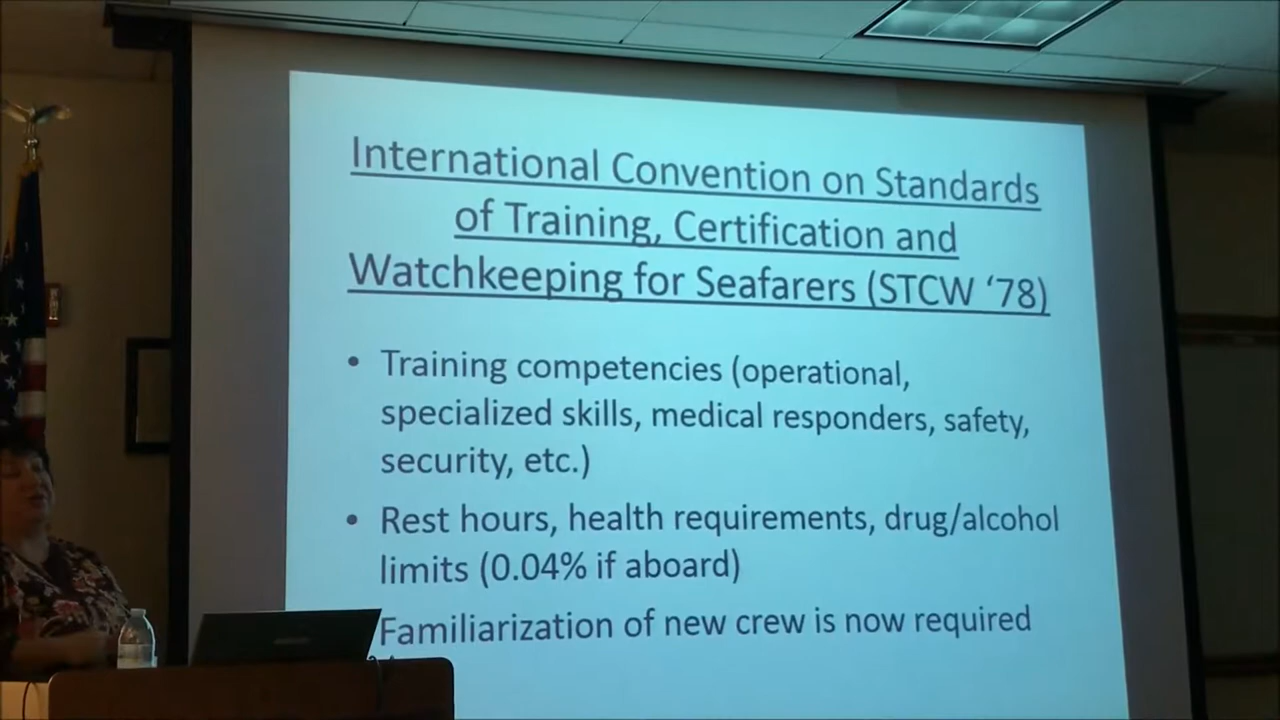 International Convention on Standards
of Training, Certification and
Watchkeeping for Seafarers (STCW ‘78)
• Training competencies (operational,
specialized skills, medical responders, safety,
security, etc.)
• Rest hours, health requirements, drug/alcohol
limits (0.04% if aboard)
Familiarization of new crew is now required